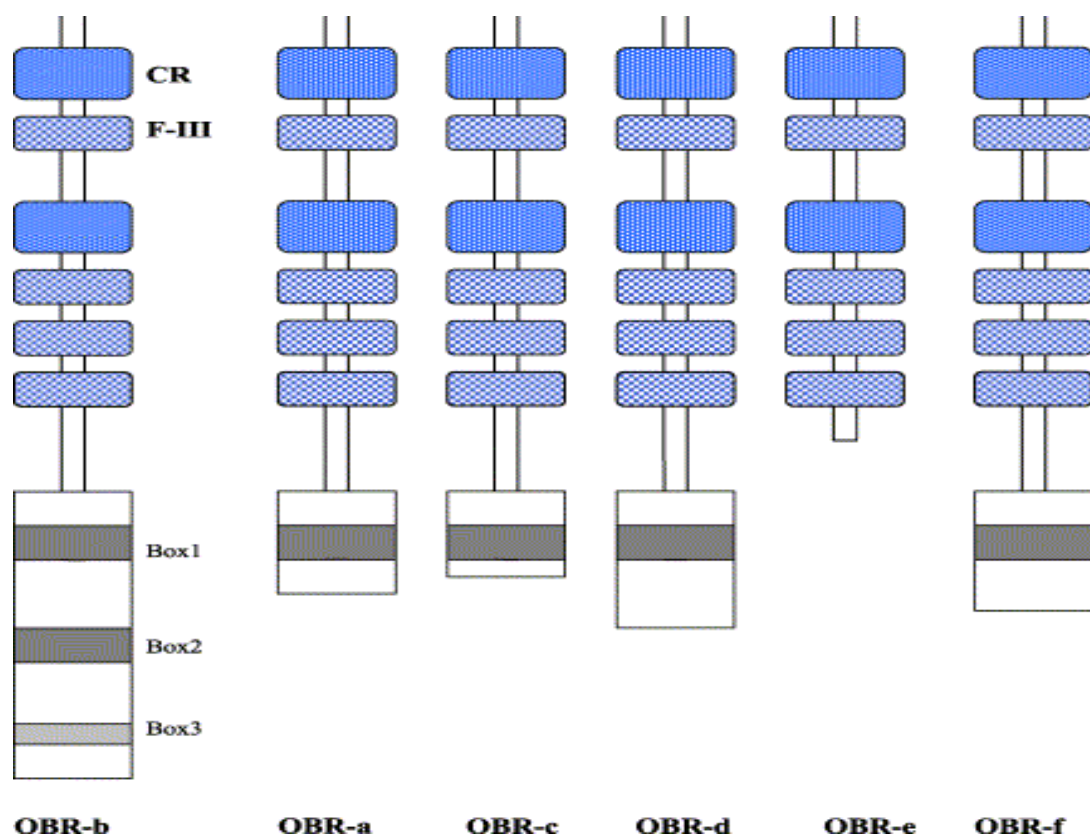 CR
F-III
Box1
Box2
Box3
OBR-b OBR-a OBR-c OBR-d OBR-e OBR-f